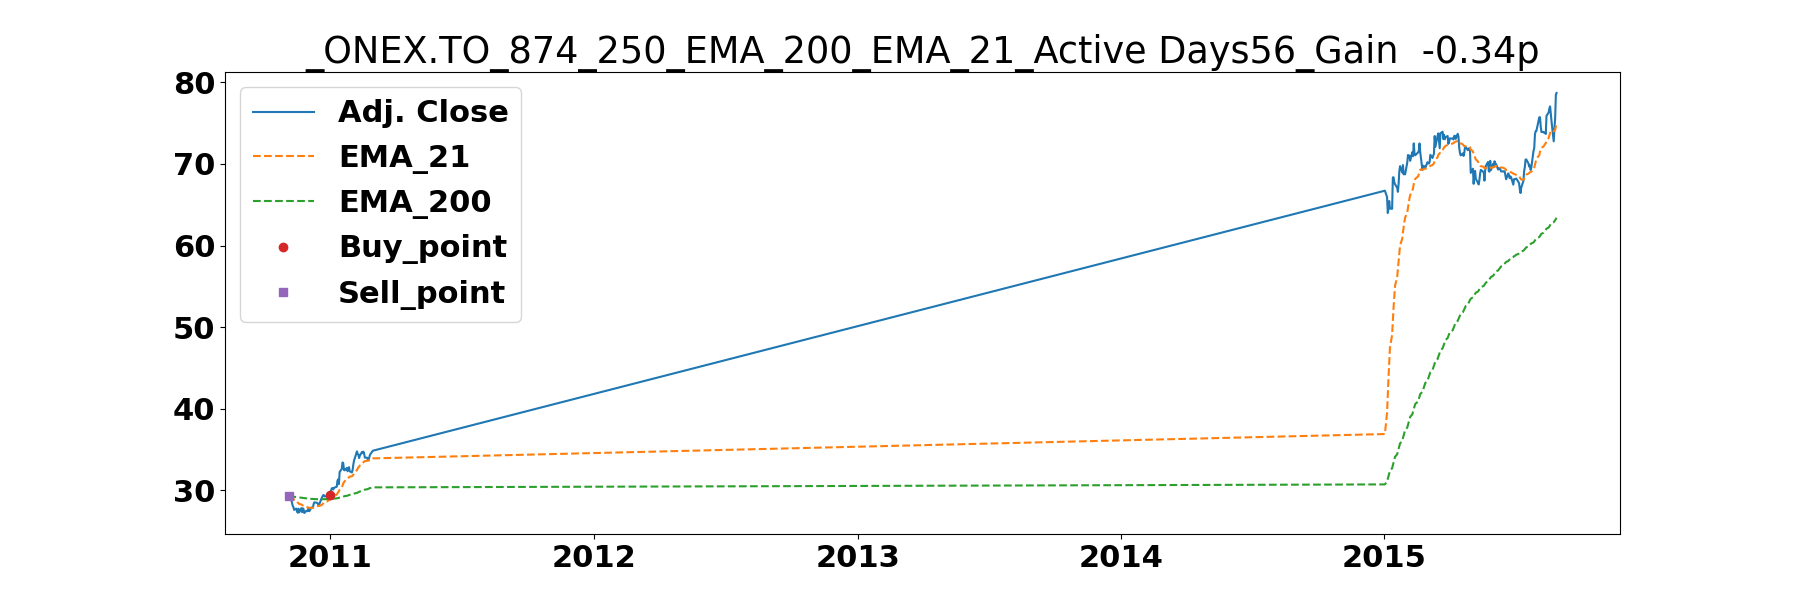 _ONEX.TO_874_250_EMA_200_EMA_21_Active Days56_Gain  -0.34p
80
70
60
50
40
30
Adj. Close
EMA_21
EMA_200
Buy_point
Sell_point
2011 2012 2013 2014 2015